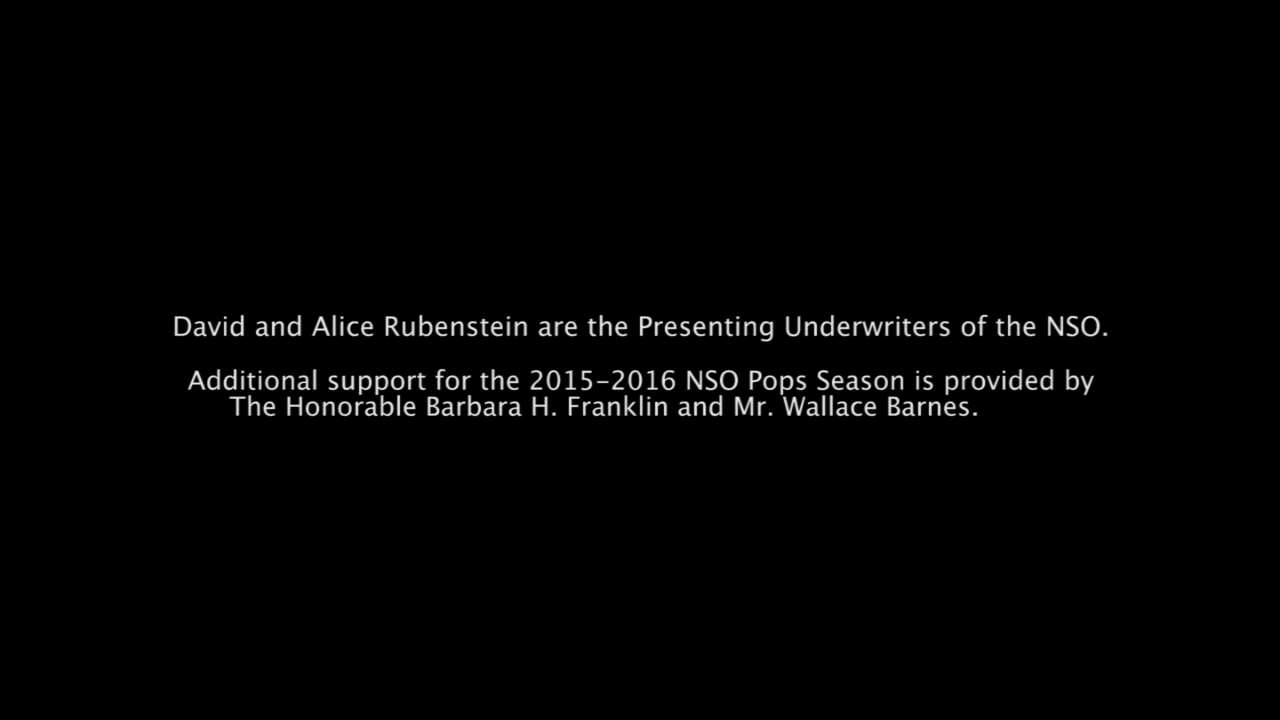 David and Alice Rubenstein are the Presenting Underwriters of the NSO.
Additional support for the 2015-2016 NSO Pops Season is provided by
The Honorable Barbara H. Franklin and Mr. Wallace Barnes.